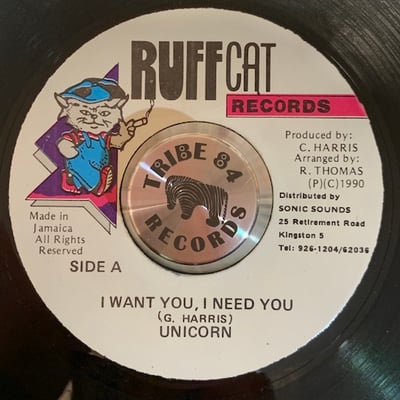 RUFF CAT
RECORDS
Produced by:
C. HARRIS
Arranged by:
R. THOMAS
(P)(C)1990
Distributed by
SONIC SOUNDS
25 Retirement Road
Kingston 5
Tel: 926-1204/62036
TRIBE 84
RECORDS
Made in
Jamaica
All Rights
Reserved
SIDE A
I WANT YOU, I NEED YOU
(G. HARRIS)
UNICORN